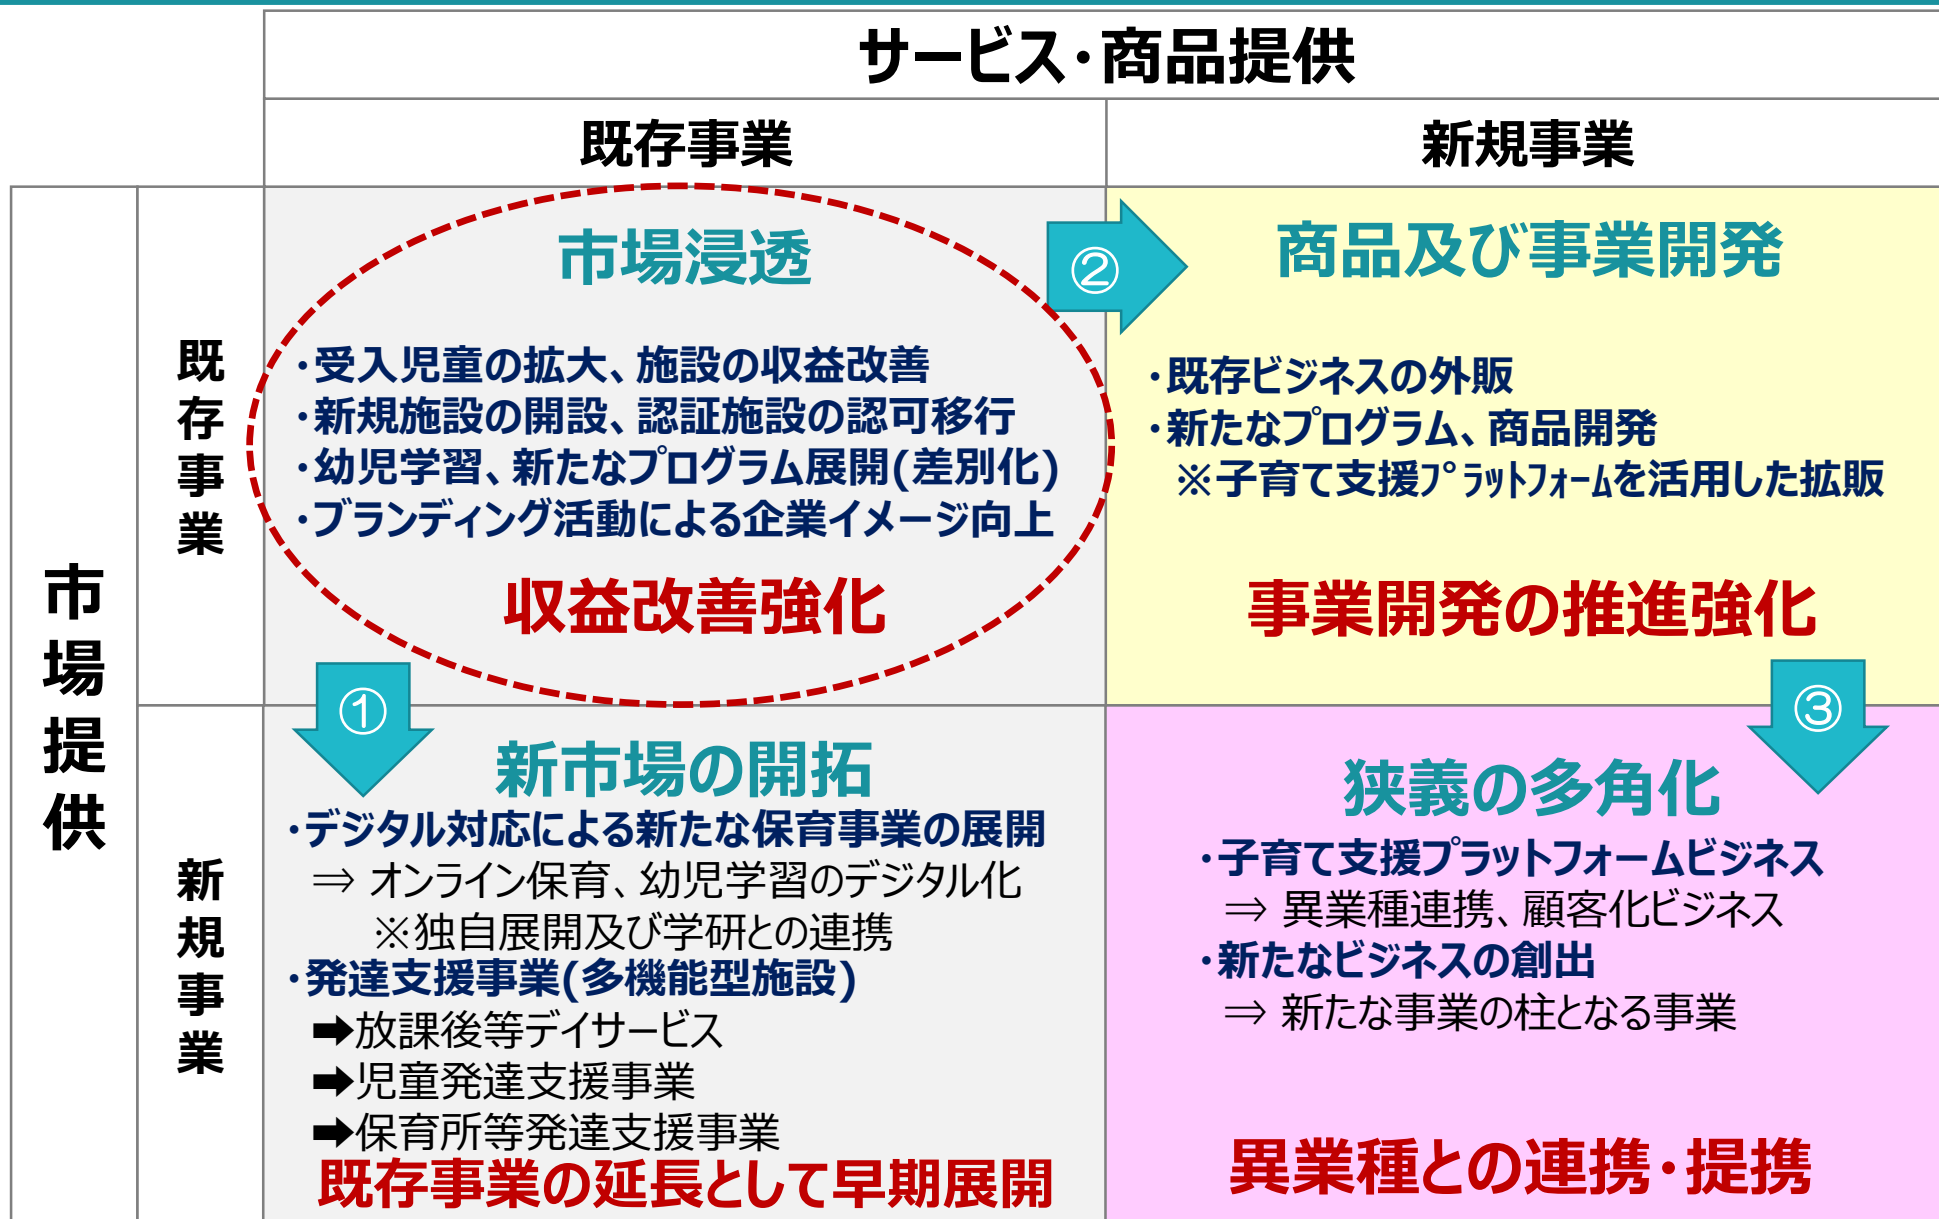 サービス・商品提供
既存事業
新規事業
市場提供
既存事業
市場浸透
・受入児童の拡大、施設の収益改善
・新規施設の開設、認証施設の認可移行
・幼児学習、新たなプログラム展開(差別化)
・ブランディング活動による企業イメージ向上
収益改善強化
②
商品及び事業開発
・既存ビジネスの外販
・新たなプログラム、商品開発
※子育て支援ﾌﾟﾗｯﾄﾌｫｰﾑを活用した拡販
事業開発の推進強化
①
③
新規事業
新市場の開拓
・デジタル対応による新たな保育事業の展開
⇒ オンライン保育、幼児学習のデジタル化
※独自展開及び学研との連携
・発達支援事業(多機能型施設)
➡放課後等デイサービス
➡児童発達支援事業
➡保育所等発達支援事業
既存事業の延長として早期展開
狭義の多角化
・子育て支援プラットフォームビジネス
⇒ 異業種連携、顧客化ビジネス
・新たなビジネスの創出
⇒ 新たな事業の柱となる事業
異業種との連携・提携